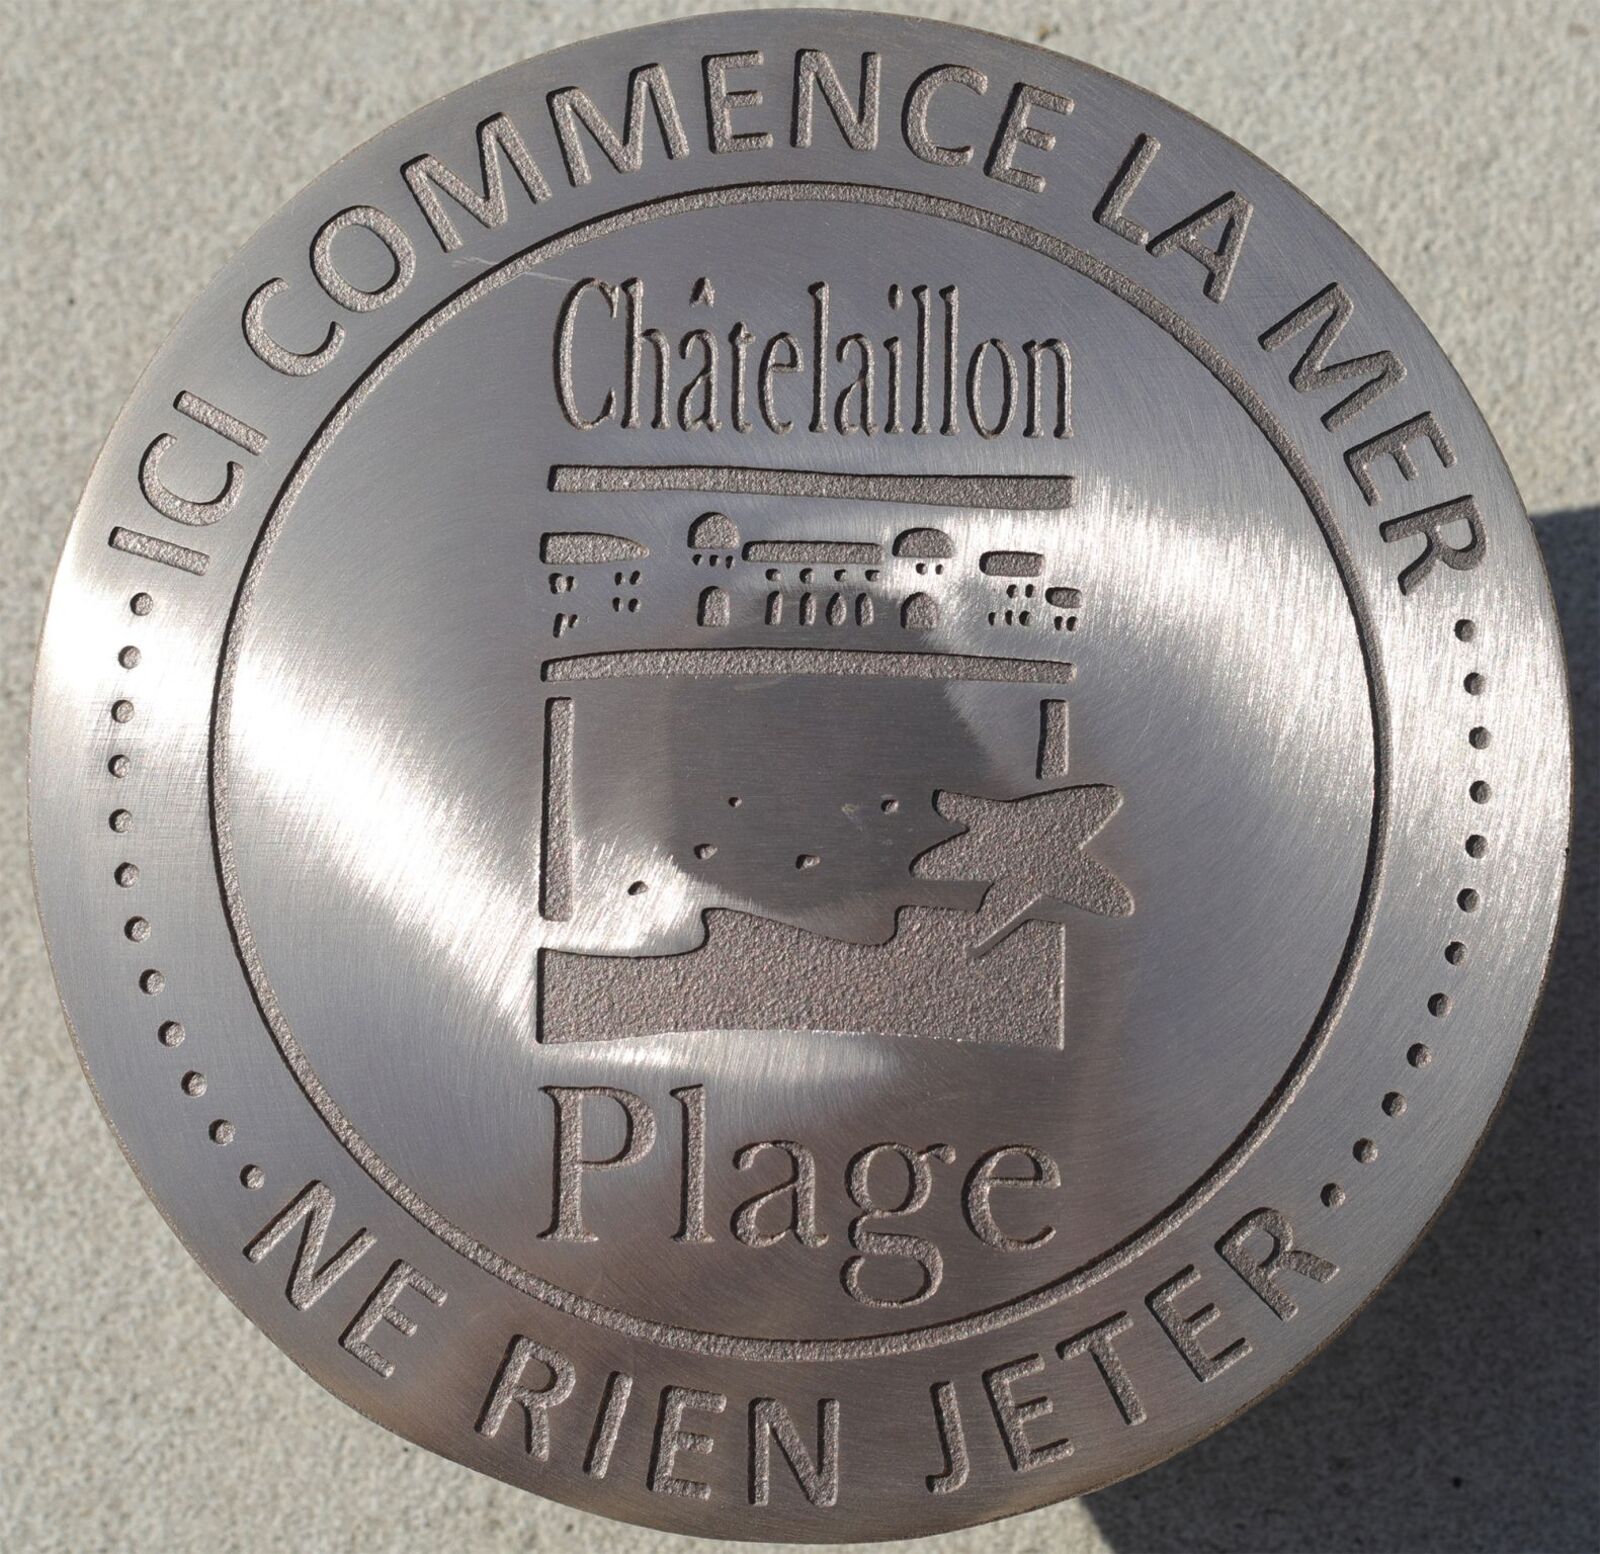 ICI COMMENCE LA MER
Châtelaillon
Plage
NE RIEN JETER